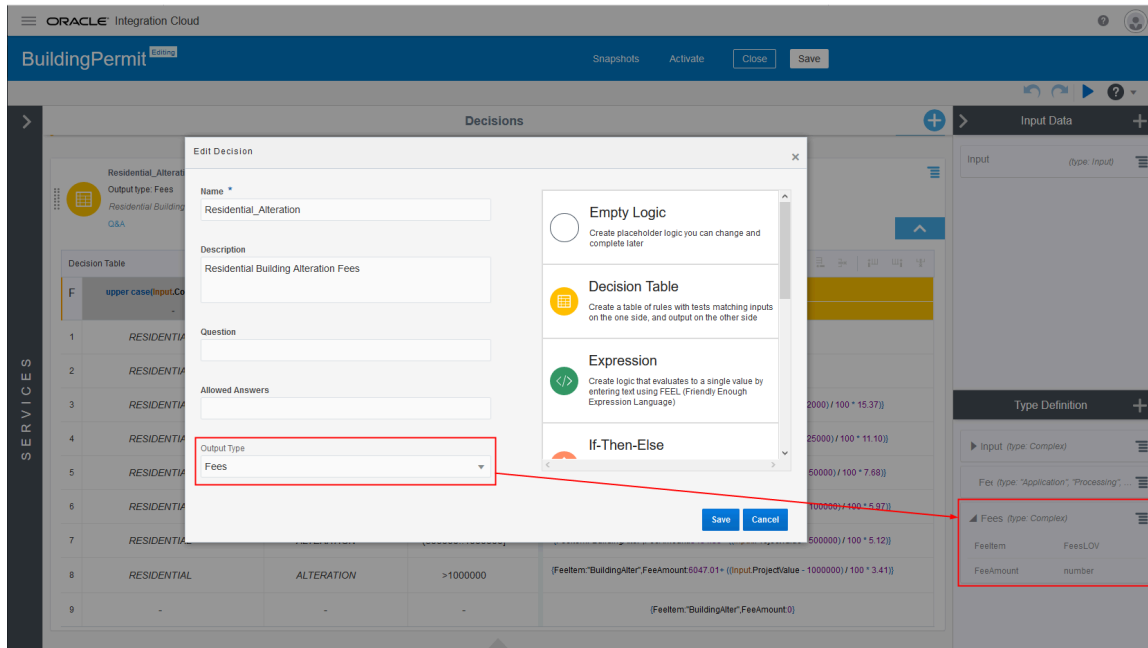 ORACLE Integration Cloud
BuildingPermit Editing
Snapshots Activate Close Save
SERVICES
Decisions
Residential_Alterati
Output type: Fees
Residential Building
Q&A
Decision Table
F upper case(Input.Co
-
1 RESIDENTIA
2 RESIDENTIA
3 RESIDENTIA 2000) / 100 * 15.37)}
4 RESIDENTIA 25000) / 100 * 11.10)}
5 RESIDENTIA 50000) / 100 * 7.68)}
6 RESIDENTIA 100000) / 100 * 5.97)}
7 RESIDENTIAL 500000) / 100 * 5.12)}
8 RESIDENTIAL ALTERATION >1000000 {FeeItem:"BuildingAlter",FeeAmount:6047.01+ ((Input.ProjectValue - 1000000) / 100 * 3.41)}
9 - - - {FeeItem:"BuildingAlter",FeeAmount:0}
Edit Decision
×
Name *
Residential_Alteration
Description
Residential Building Alteration Fees
Question
Allowed Answers
Output Type
Fees
Empty Logic
Create placeholder logic you can change and
complete later
Decision Table
Create a table of rules with tests matching inputs
on the one side, and output on the other side
Expression
Create logic that evaluates to a single value by
entering text using FEEL (Friendly Enough
Expression Language)
If-Then-Else
Save Cancel
Input Data
Input (type: Input)
Type Definition
Input (type: Complex)
Fee (type: "Application", "Processing", ...
Fees (type: Complex)
FeeItem FeesLOV
FeeAmount number